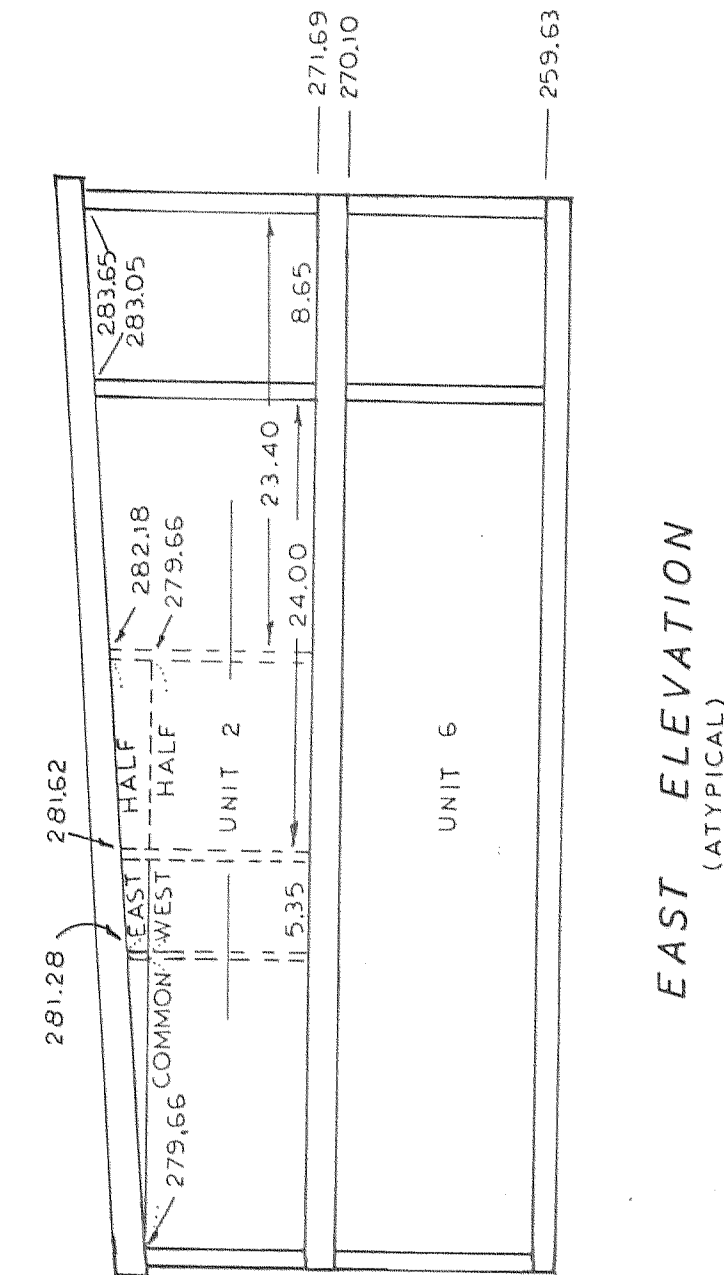 283.65
283.05
282.18
279.66
281.62
281.28
EAST HALF
COMMON WEST HALF
279.66
UNIT 2
23.40
24.00
8.65
5.35
271.69
270.10
UNIT 6
259.63
EAST ELEVATION
(ATYPICAL)